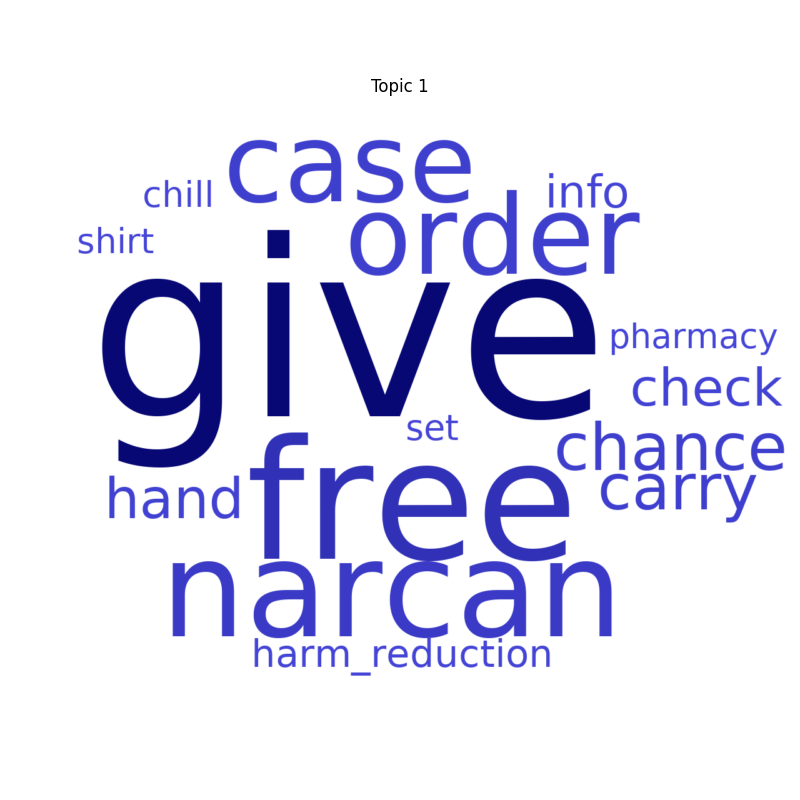 Topic 1
case
chill
info
order
shirt
give
pharmacy
check
set
chance
free
carry
hand
narcan
harm_reduction